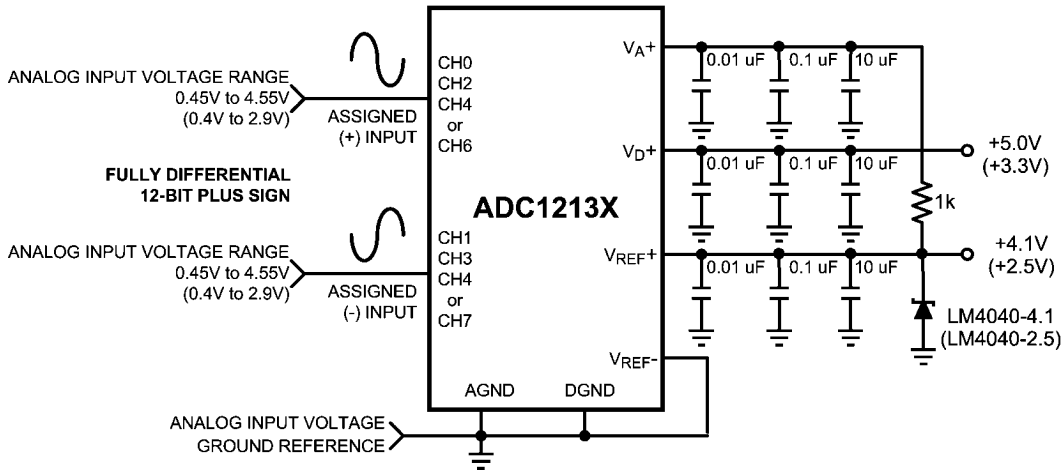 ANALOG INPUT VOLTAGE RANGE
0.45V to 4.55V
(0.4V to 2.9V)
ASSIGNED
(+) INPUT
FULLY DIFFERENTIAL
12-BIT PLUS SIGN
ANALOG INPUT VOLTAGE RANGE
0.45V to 4.55V
(0.4V to 2.9V)
ASSIGNED
(-) INPUT
CH0
CH2
CH4
or
CH6
ADC1213X
CH1
CH3
CH4
or
CH7
AGND
DGND
ANALOG INPUT VOLTAGE
GROUND REFERENCE
VA+
0.01 uF 0.1 uF 10 uF
VD+
0.01 uF 0.1 uF 10 uF
+5.0V
(+3.3V)
1k
VREF+
0.01 uF 0.1 uF 10 uF
+4.1V
(+2.5V)
LM4040-4.1
(LM4040-2.5)
VREF-